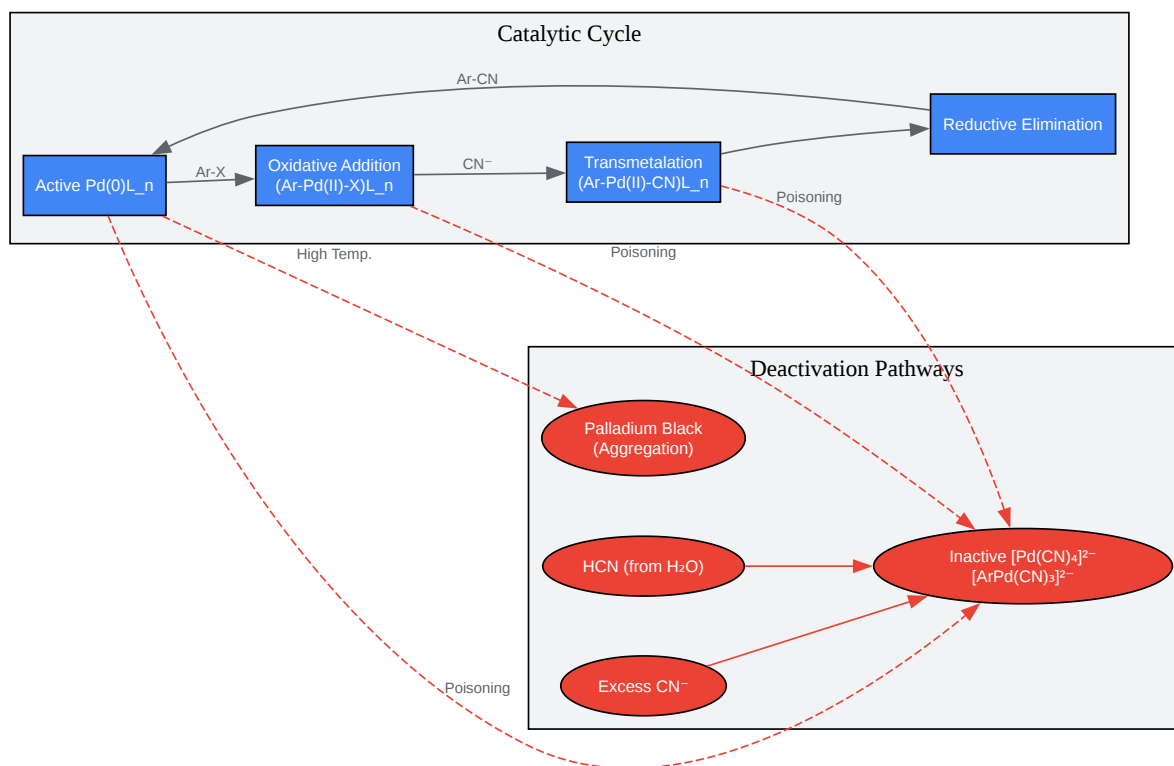 Catalytic Cycle
Ar-CN
Reductive Elimination
Active Pd(0)L_n
Ar-X
Oxidative Addition
(Ar-Pd(II)-X)L_n
CN⁻
Transmetalation
(Ar-Pd(II)-CN)L_n
Poisoning
High Temp.
Poisoning
Deactivation Pathways
Palladium Black
(Aggregation)
HCN (from H₂O)
Inactive [Pd(CN)₄]²⁻
[ArPd(CN)₃]²⁻
Excess CN⁻
Poisoning